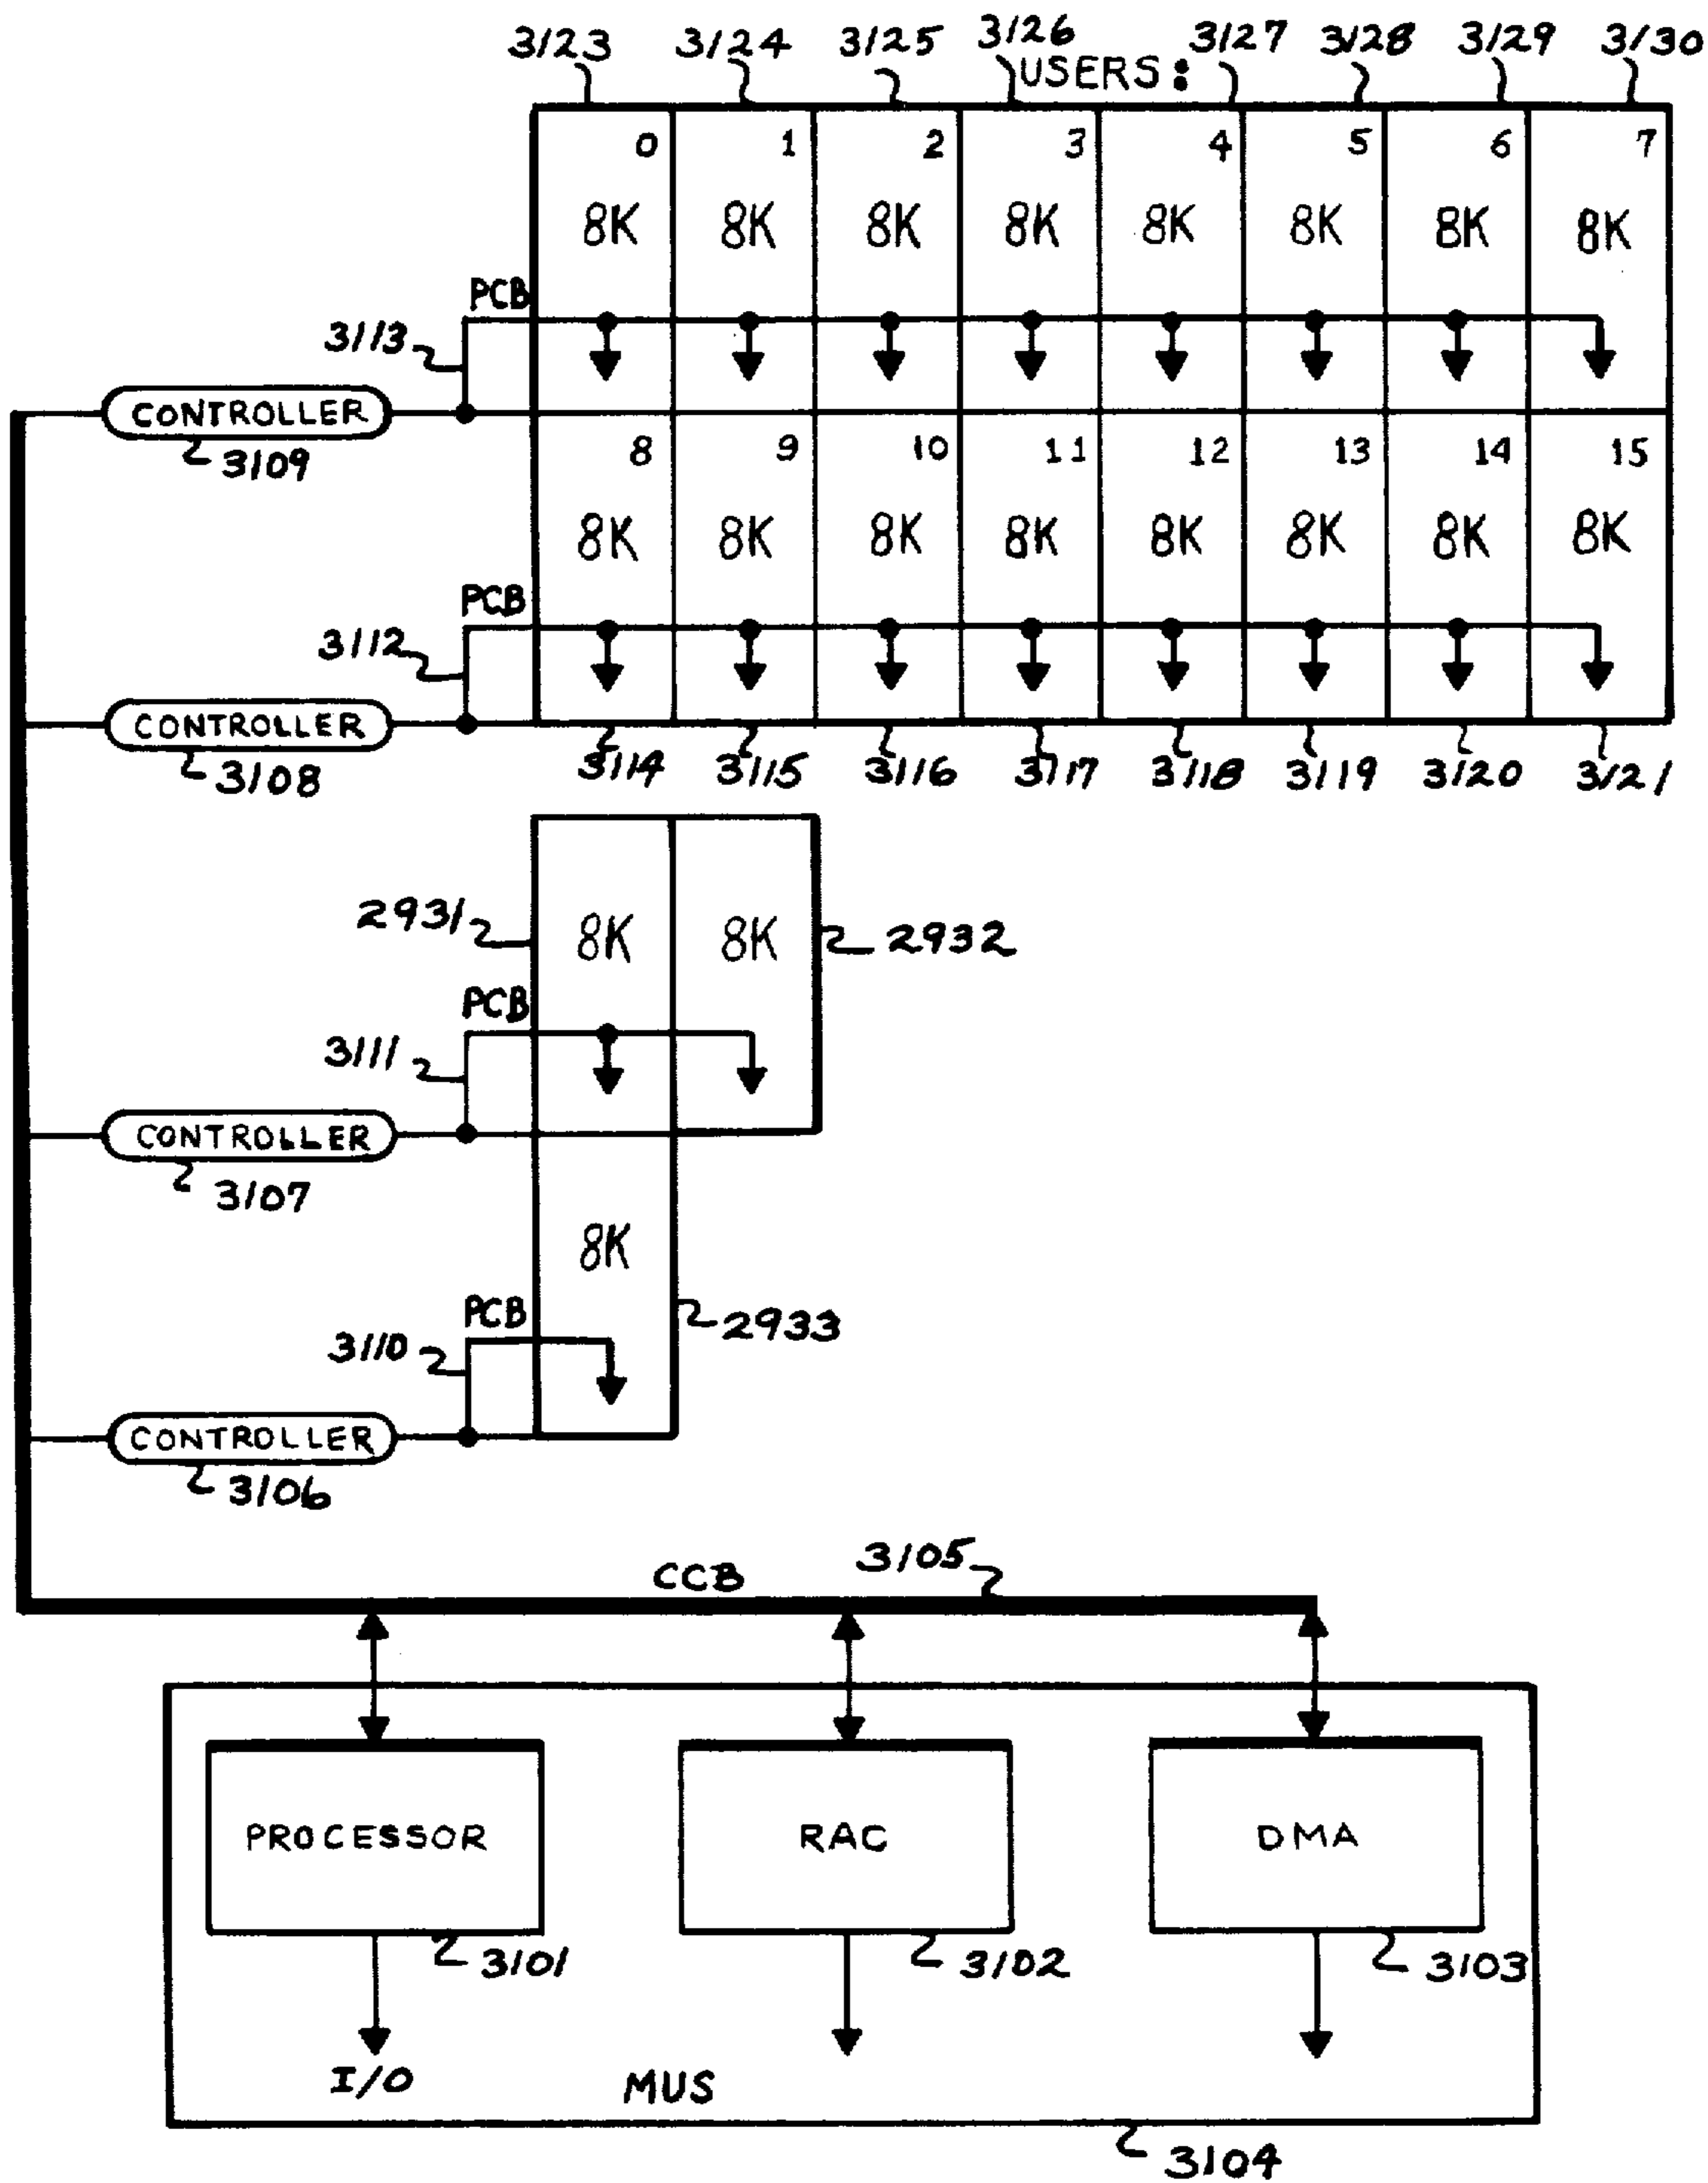 3123 3124 3125 3126 3127 3128 3129 3130
USERS:
0 1 2 3 4 5 6 7
8K 8K 8K 8K 8K 8K 8K 8K
PCB
3113
CONTROLLER
3109
8 9 10 11 12 13 14 15
8K 8K 8K 8K 8K 8K 8K 8K
PCB
3112
CONTROLLER
3108
3114 3115 3116 3117 3118 3119 3120 3121
2931 8K 8K 2932
PCB
3111
CONTROLLER
3107
8K
PCB
2933
3110
CONTROLLER
3106
CCB 3105
PROCESSOR RAC DMA
3101 3102 3103
I/O MUS
3104